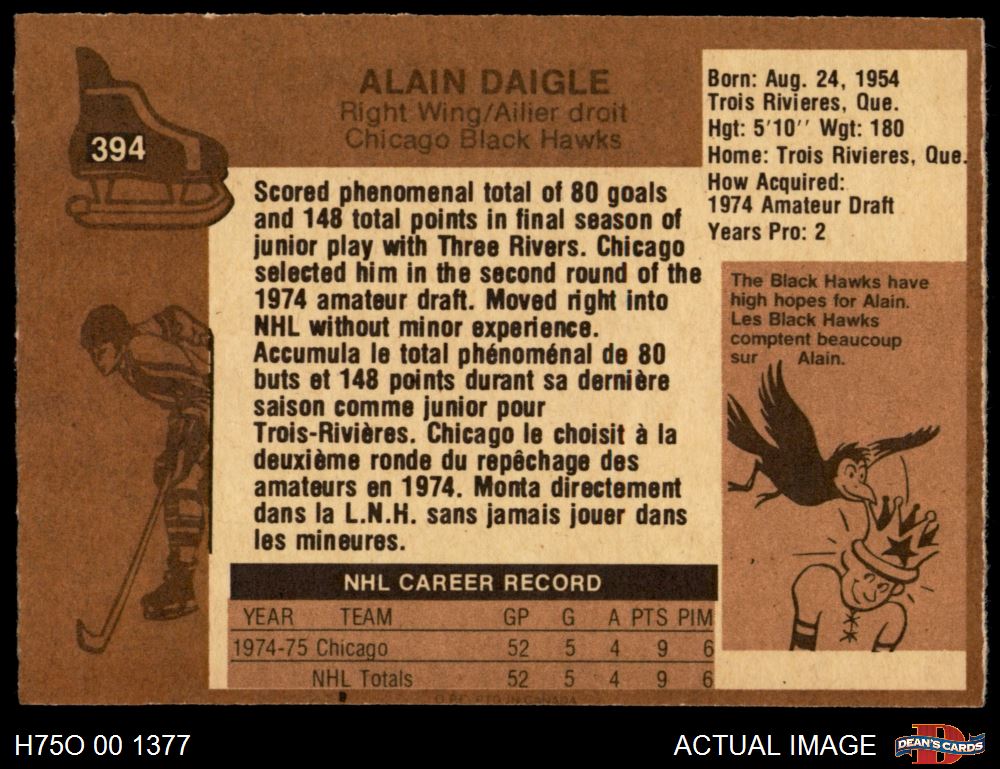 394
ALAIN DAIGLE
Right Wing/Ailier droit
Chicago Black Hawks
Born: Aug. 24, 1954
Trois Rivieres, Que.
Hgt: 5'10'' Wgt: 180
Home: Trois Rivieres, Que.
How Acquired:
1974 Amateur Draft
Years Pro: 2
Scored phenomenal total of 80 goals
and 148 total points in final season of
junior play with Three Rivers. Chicago
selected him in the second round of the
1974 amateur draft. Moved right into
NHL without minor experience.
Accumula le total phénoménal de 80
buts et 148 points durant sa dernière
saison comme junior pour
Trois-Rivières. Chicago le choisit à la
deuxième ronde du repêchage des
amateurs en 1974. Monta directement
dans la L.N.H. sans jamais jouer dans
les mineures.
The Black Hawks have
high hopes for Alain.
Les Black Hawks
comptent beaucoup
sur Alain.
NHL CAREER RECORD
YEAR TEAM GP G A PTS PIM
1974-75 Chicago 52 5 4 9 6
NHL Totals 52 5 4 9 6
H75O 00 1377
ACTUAL IMAGE
D
DEAN'S CARDS